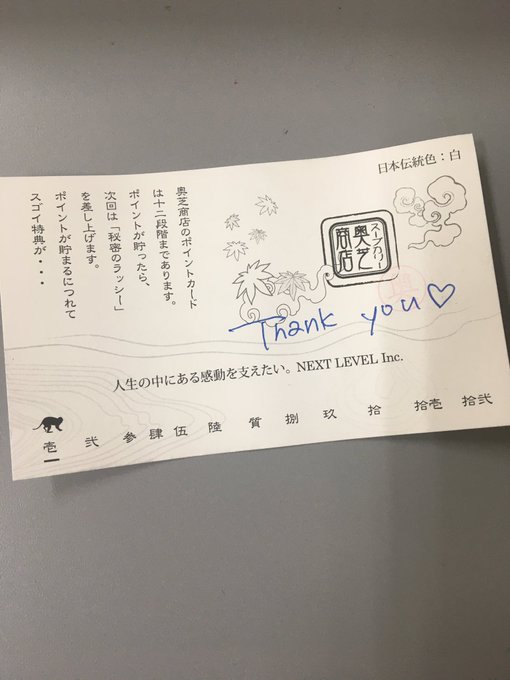 日本伝統色：白
スープカリー
奥芝
商店
Thank you♡
奥芝商店のポイントカード
は十二段階まであります。
ポイントが貯ったら、
次回は「秘密のラッシー」
を差し上げます。
ポイントが貯まるにつれて
スゴイ特典が・・・
人生の中にある感動を支えたい。NEXT LEVEL Inc.
壱 弐 参 肆 伍 陸 質 捌 玖 拾 拾壱 拾弐